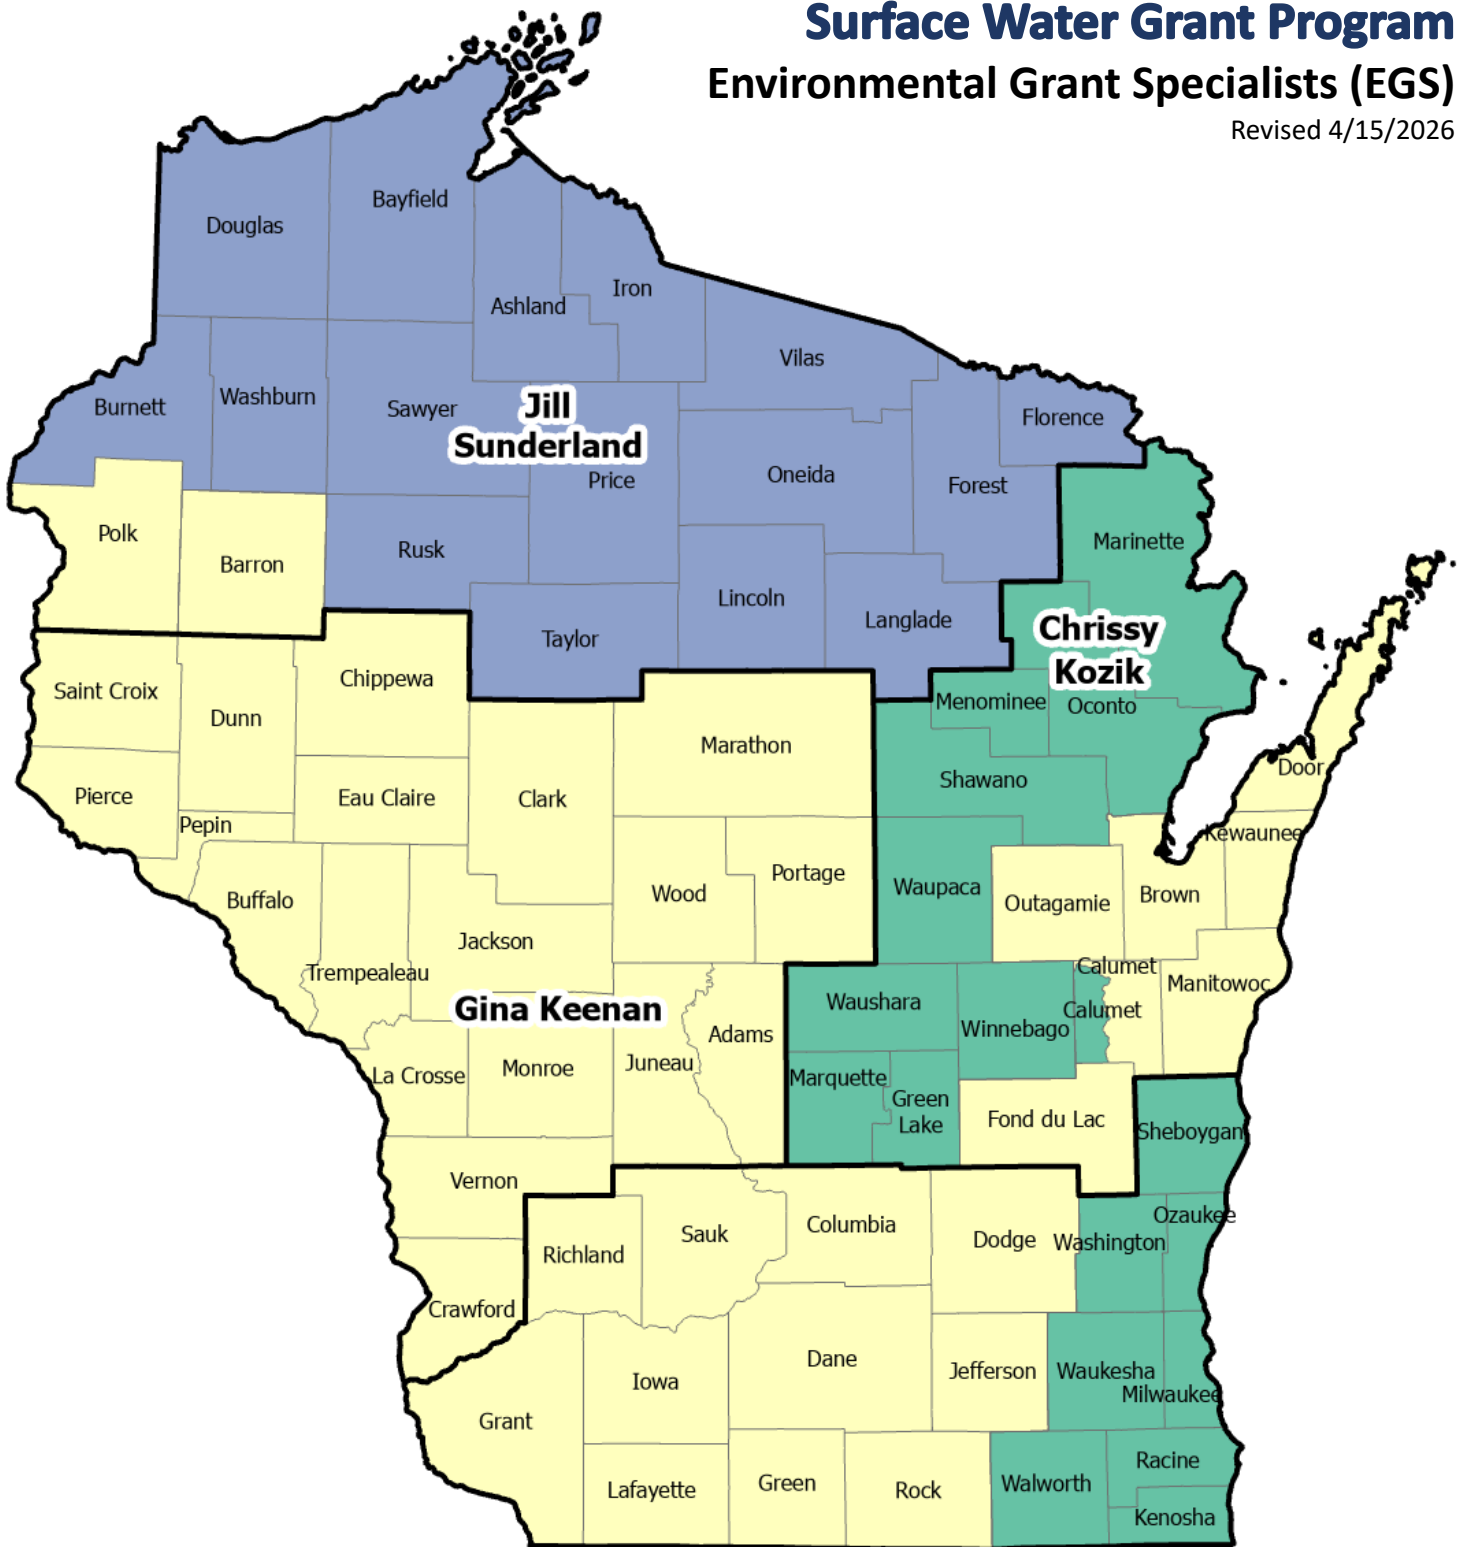 Surface Water Grant Program
Environmental Grant Specialists (EGS)
Revised 4/15/2026
Douglas
Bayfield
Ashland
Iron
Vilas
Burnett
Washburn
Sawyer
Jill
Sunderland
Price
Oneida
Forest
Florence
Polk
Barron
Rusk
Taylor
Lincoln
Langlade
Marinette
Chrissy
Kozik
Saint Croix
Dunn
Chippewa
Menominee
Oconto
Marathon
Shawano
Door
Pierce
Pepin
Eau Claire
Clark
Kewaunee
Buffalo
Wood
Portage
Waupaca
Outagamie
Brown
Trempealeau
Jackson
Calumet
Manitowoc
Gina Keenan
Waushara
Winnebago
Calumet
Adams
La Crosse
Monroe
Juneau
Marquette
Green
Lake
Fond du Lac
Sheboygan
Vernon
Richland
Sauk
Columbia
Dodge
Washington
Ozaukee
Crawford
Grant
Iowa
Dane
Jefferson
Waukesha
Milwaukee
Lafayette
Green
Rock
Walworth
Racine
Kenosha